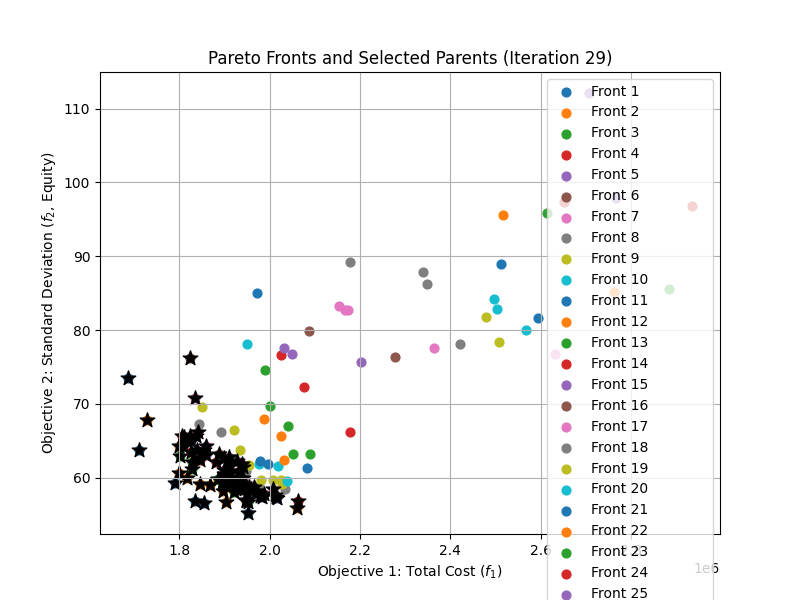 Pareto Fronts and Selected Parents (Iteration 29)
Objective 2: Standard Deviation (f₂, Equity)
110
100
90
80
70
60
1.8
2.0
2.2
2.4
2.6
Objective 1: Total Cost (f₁)
Front 1
Front 2
Front 3
Front 4
Front 5
Front 6
Front 7
Front 8
Front 9
Front 10
Front 11
Front 12
Front 13
Front 14
Front 15
Front 16
Front 17
Front 18
Front 19
Front 20
Front 21
Front 22
Front 23
Front 24
Front 25